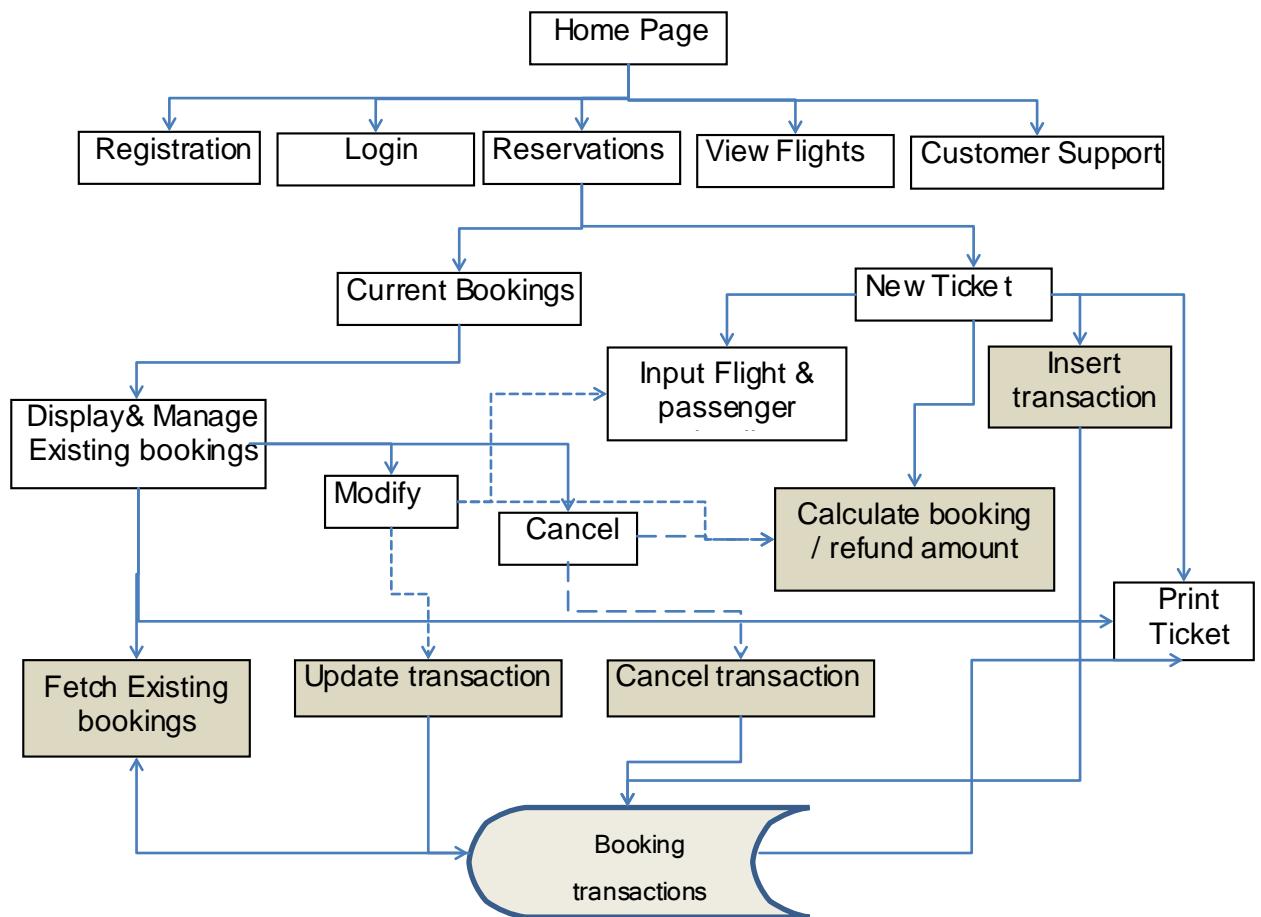 Home Page
Registration
Login
Reservations
View Flights
Customer Support
Current Bookings
New Ticket
Input Flight &
passenger
Insert
transaction
Display& Manage
Existing bookings
Modify
Cancel
Calculate booking
/ refund amount
Print
Ticket
Fetch Existing
bookings
Update transaction
Cancel transaction
Booking
transactions